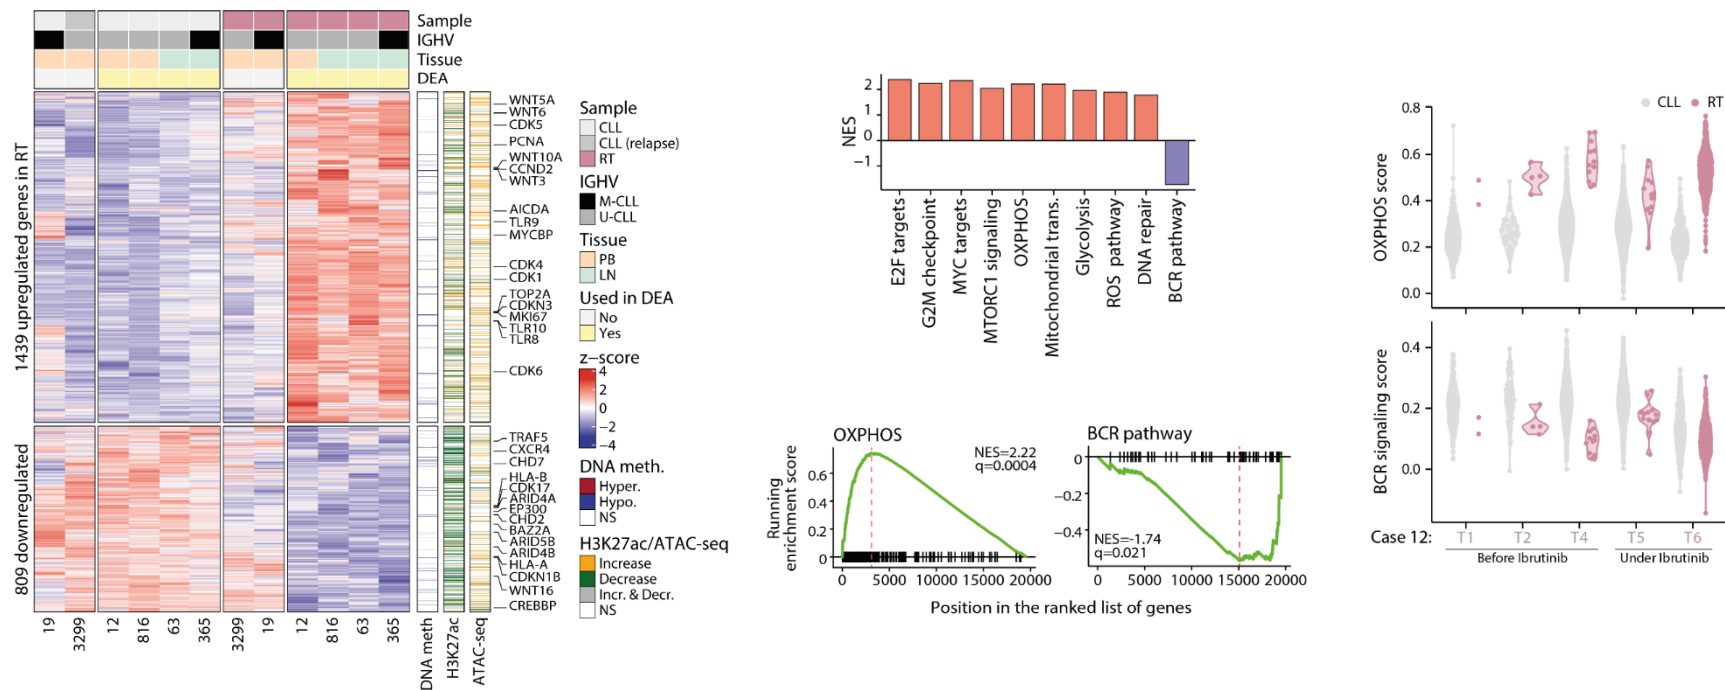 Sample
IGHV
Tissue
DEA
1439 upregulated genes in RT
809 downregulated
WNT5A
WNT6
CDK5
PCNA
WNT10A
CCND2
WNT3
AICDA
TLR9
MYCBP
CDK4
CDK1
TOP2A
CDKN3
MKI67
TLR10
TLR8
CDK6
TRAF5
CXCR4
CHD7
HLA-B
CDK17
ARID4A
EP300
CHD2
BAZ2A
ARID5B
ARID4B
HLA-A
CDKN1B
WNT16
CREBBP
19
3299
12
816
63
365
3299
19
12
816
63
365
DNA meth
H3K27ac
ATAC-seq
Sample
CLL
CLL (relapse)
RT
IGHV
M-CLL
U-CLL
Tissue
PB
LN
Used in DEA
No
Yes
z-score
4
2
0
−2
−4
DNA meth.
Hyper.
Hypo.
NS
H3K27ac/ATAC-seq
Increase
Decrease
Incr. & Decr.
NS
NES
2
1
0
−1
E2F targets
G2M checkpoint
MYC targets
MTORC1 signaling
OXPHOS
Mitochondrial trans.
Glycolysis
ROS pathway
DNA repair
BCR pathway
OXPHOS
NES=2.22
q=0.0004
Running
enrichment score
0.6
0.4
0.2
0
0
5000
10000
15000
20000
BCR pathway
0
−0.2
−0.4
NES=-1.74
q=0.021
0
10000
15000
20000
Position in the ranked list of genes
CLL
RT
OXPHOS score
0.8
0.6
0.4
0.2
0.0
BCR signaling score
0.4
0.2
0.0
Case 12:
T1
T2
T4
T5
T6
Before Ibrutinib
Under Ibrutinib